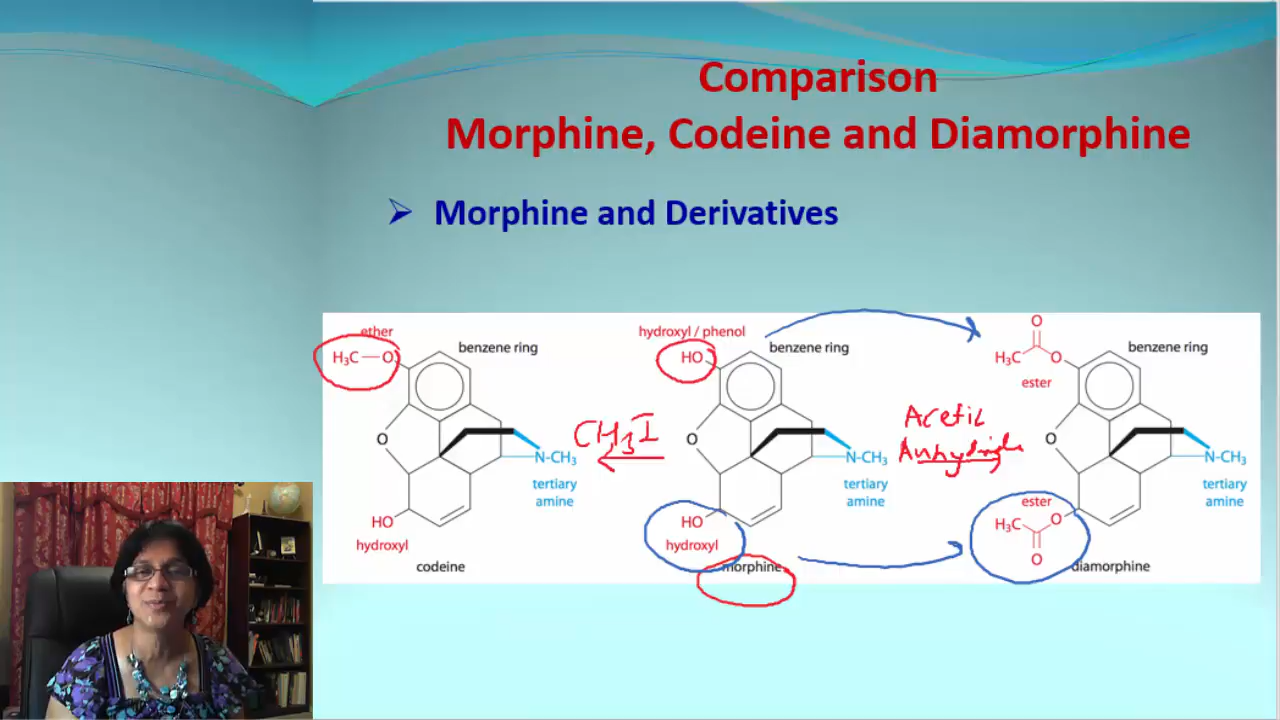 Comparison
Morphine, Codeine and Diamorphine
Morphine and Derivatives
ether
H₃C—O
benzene ring
O
N-CH₃
tertiary
amine
HO
hydroxyl
codeine
CH₃I
hydroxyl / phenol
HO
benzene ring
O
N-CH₃
tertiary
amine
HO
hydroxyl
morphine
Acetic
Anhydride
O
H₃C
O
ester
benzene ring
O
N-CH₃
tertiary
amine
ester
H₃C
O
O
diamorphine